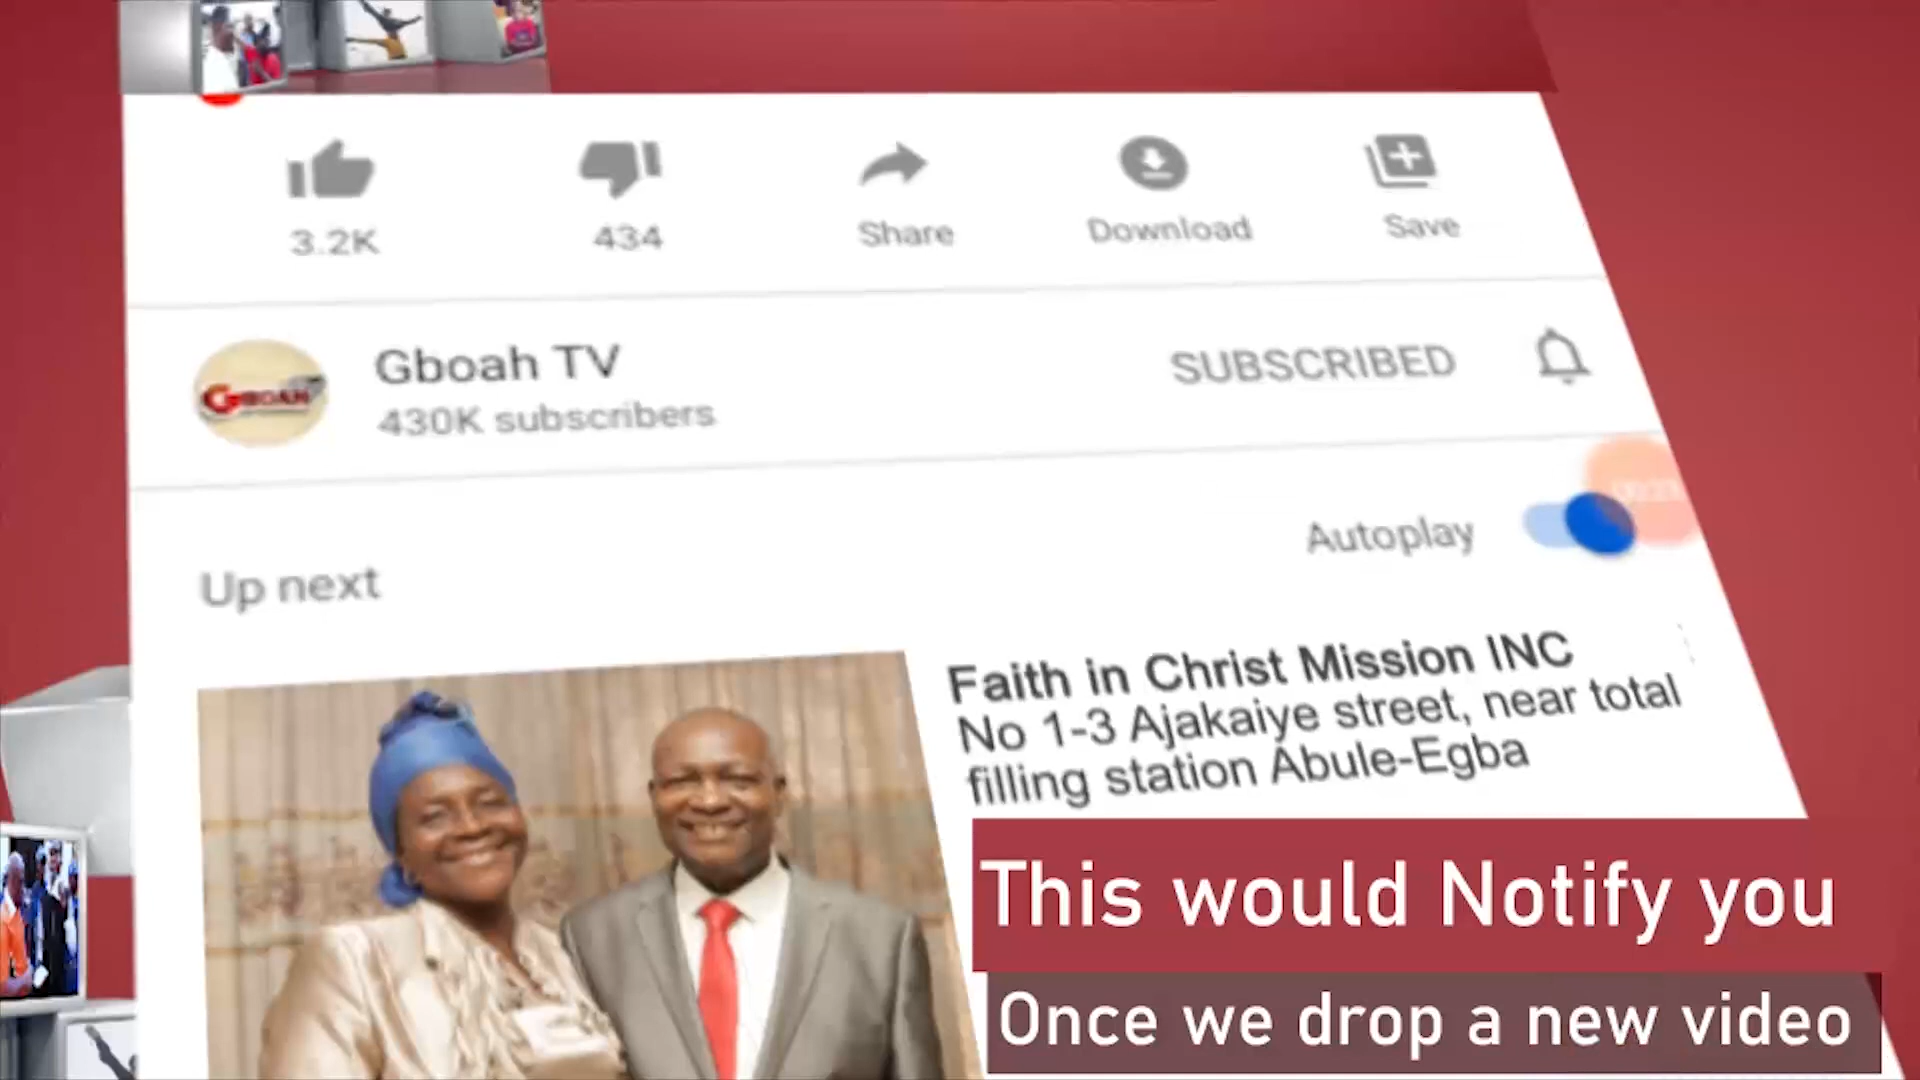 3.2K
434
Share
Download
Save
GBOAH
Gboah TV
430K subscribers
SUBSCRIBED
Autoplay
Up next
Faith in Christ Mission INC
No 1-3 Ajakaiye street, near total
filling station Abule-Egba
This would Notify you
Once we drop a new video